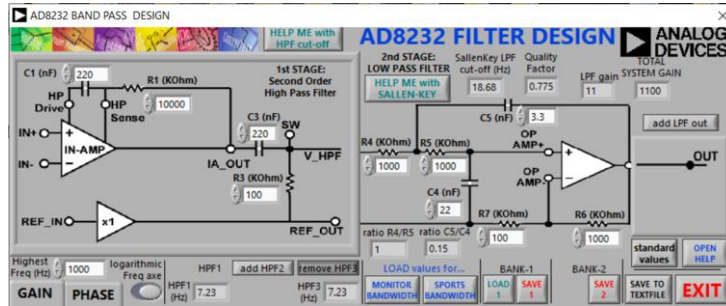 AD8232 BAND PASS DESIGN
HELP ME with
HPF cut-off
AD8232 FILTER DESIGN
ANALOG
DEVICES
C1 (nF)
220
R1 (KOhm)
10000
HP
Drive
HP
Sense
1st STAGE:
Second Order
High Pass Filter
C3 (nF)
220
SW
IN+
IN-
IN-AMP
IA_OUT
V_HPF
R3 (KOhm)
100
REF_IN
x1
REF_OUT
2nd STAGE:
LOW PASS FILTER
HELP ME with
SALLEN-KEY
SallenKey LPF
cut-off (Hz)
18.68
Quality
Factor
0.775
LPF gain
11
TOTAL
SYSTEM GAIN
1100
add LPF out
C5 (nF)
3.3
R4 (KOhm)
1000
R5 (KOhm)
1000
OP
AMP+
OP
AMP-
OUT
C4 (nF)
22
R7 (KOhm)
100
R6 (KOhm)
1000
ratio R4/R5
1
ratio C5/C4
0.15
standard
values
OPEN
HELP
Highest
Freq (Hz)
1000
logarithmic
Freq axe
HPF1
add HPF2
remove HPF3
GAIN
PHASE
HPF1
(Hz)
7.23
HPF3
(Hz)
7.23
LOAD values for...
MONITOR
BANDWIDTH
SPORTS
BANDWIDTH
BANK-1
LOAD
1
SAVE
1
BANK-2
SAVE
2
SAVE TO
TEXTFILE
EXIT